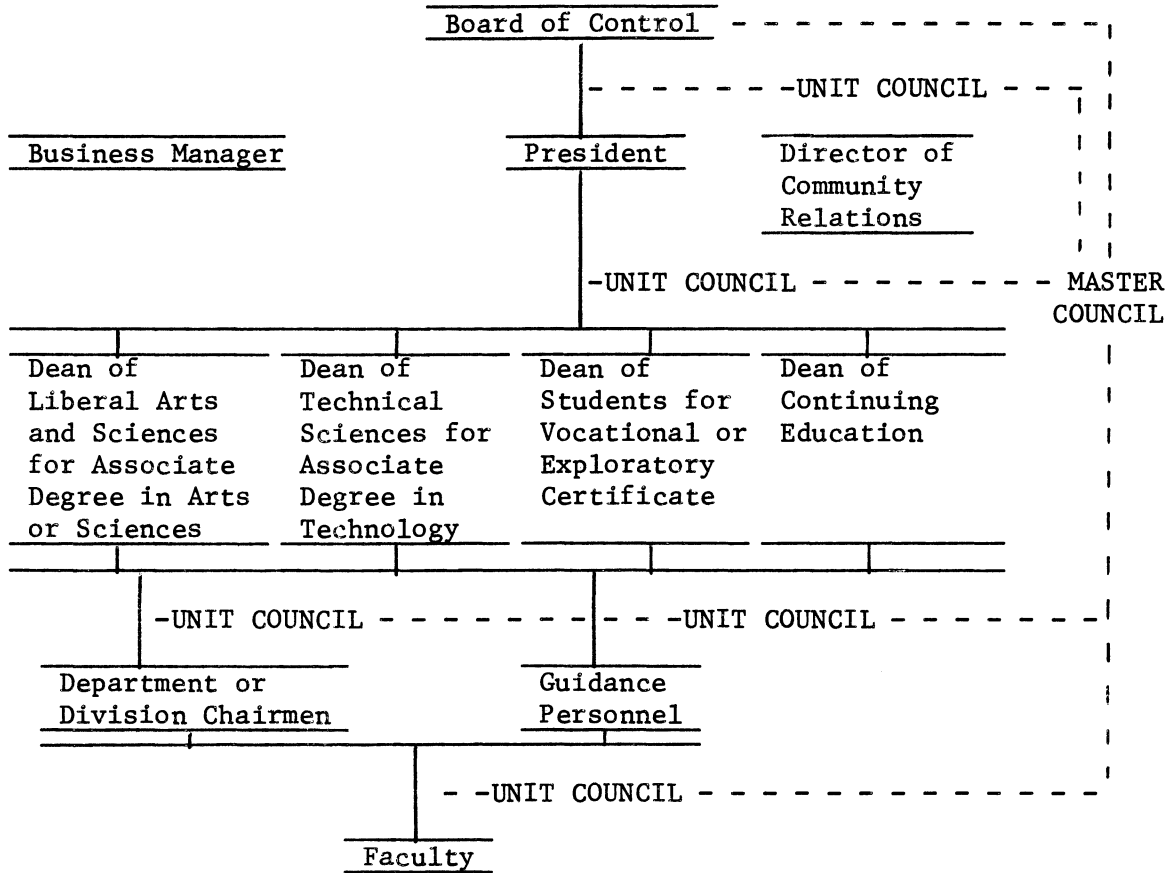 Board of Control
UNIT COUNCIL
Business Manager
President
Director of
Community
Relations
UNIT COUNCIL
MASTER
COUNCIL
Dean of
Liberal Arts
and Sciences
for Associate
Degree in Arts
or Sciences
Dean of
Technical
Sciences for
Associate
Degree in
Technology
Dean of
Students for
Vocational or
Exploratory
Certificate
Dean of
Continuing
Education
UNIT COUNCIL
UNIT COUNCIL
Department or
Division Chairmen
Guidance
Personnel
UNIT COUNCIL
Faculty